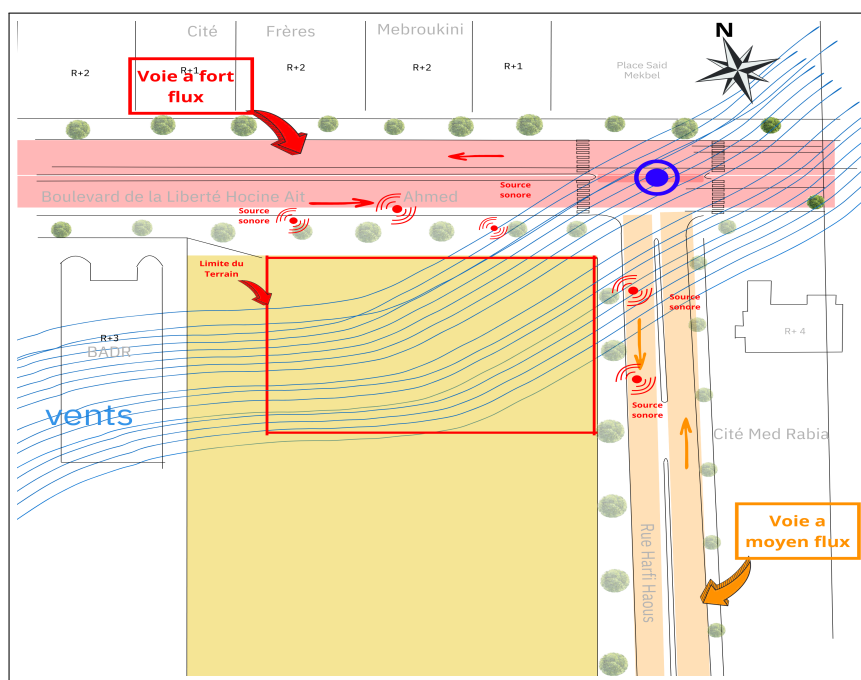 Cité Frères Mebroukini
N
R+2
R+1
R+2
R+2
R+1
Place Said
Mekbel
Voie a fort
flux
Boulevard de la Liberté Hocine Ait Ahmed
Source
sonore
Source
sonore
Limite du
Terrain
Source
sonore
R+3
BADR
R+ 4
vents
Source
sonore
Cité Med Rabia
Voie a
moyen flux
Rue Harfi Haous